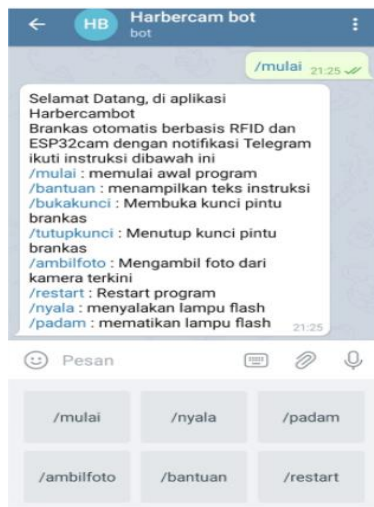 HB
Harbercam bot
bot
/mulai 21:25
Selamat Datang, di aplikasi
Harbercambot
Brankas otomatis berbasis RFID dan
ESP32cam dengan notifikasi Telegram
ikuti instruksi dibawah ini
/mulai : memulai awal program
/bantuan : menampilkan teks instruksi
/bukakunci : Membuka kunci pintu
brankas
/tutupkunci : Menutup kunci pintu
brankas
/ambilfoto : Mengambil foto dari
kamera terkini
/restart : Restart program
/nyala : menyalakan lampu flash
/padam : mematikan lampu flash 21:25
Pesan
/mulai /nyala /padam
/ambilfoto /bantuan /restart